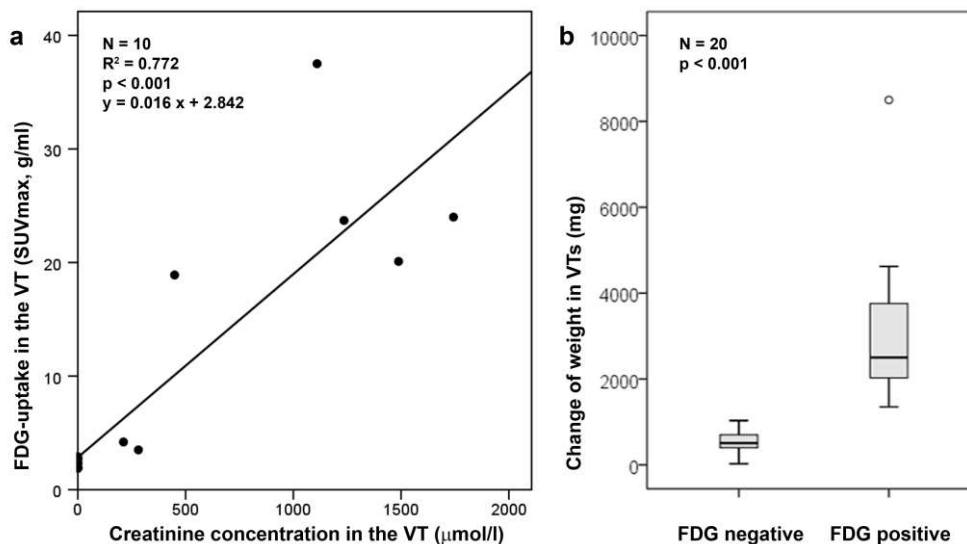 a
N = 10
R² = 0.772
p < 0.001
y = 0.016 x + 2.842
40
30
20
10
0
FDG-uptake in the VT (SUVmax, g/ml)
0 500 1000 1500 2000
Creatinine concentration in the VT (μmol/l)
b
N = 20
p < 0.001
10000
8000
6000
4000
2000
0
Change of weight in VTs (mg)
FDG negative FDG positive